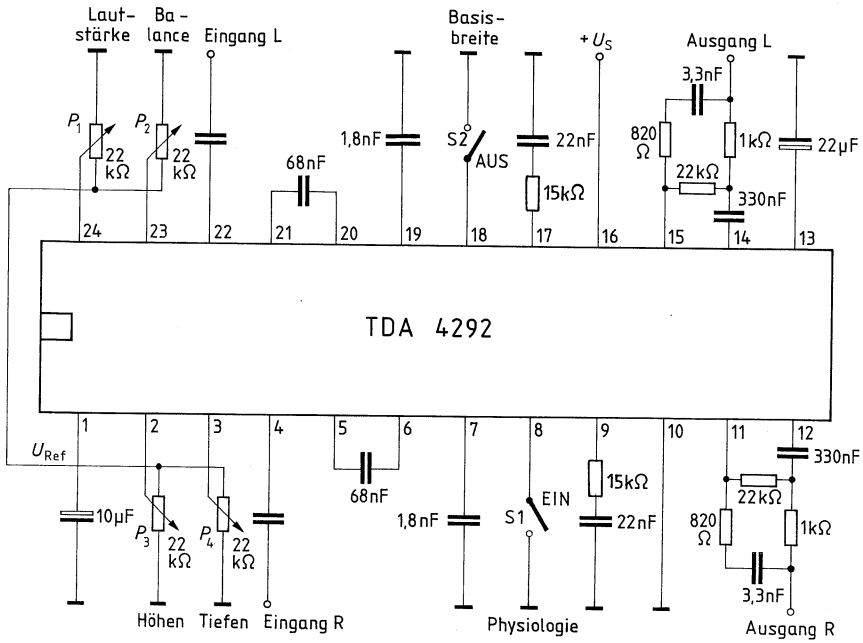 Laut-
stärke
Ba-
lance
Eingang L
Basis-
breite
+U_S
Ausgang L
3,3nF
P1
22
kΩ
P2
22
kΩ
68nF
1,8nF
S2
AUS
22nF
15kΩ
820
Ω
1kΩ
22kΩ
330nF
22µF
24
23
22
21
20
19
18
17
16
15
14
13
TDA 4292
1
2
3
4
5
6
7
8
9
10
11
12
U_Ref
10µF
P3
22
kΩ
P4
22
kΩ
68nF
1,8nF
S1
EIN
15kΩ
22nF
330nF
22kΩ
820
Ω
1kΩ
3,3nF
Höhen
Tiefen
Eingang R
Physiologie
Ausgang R